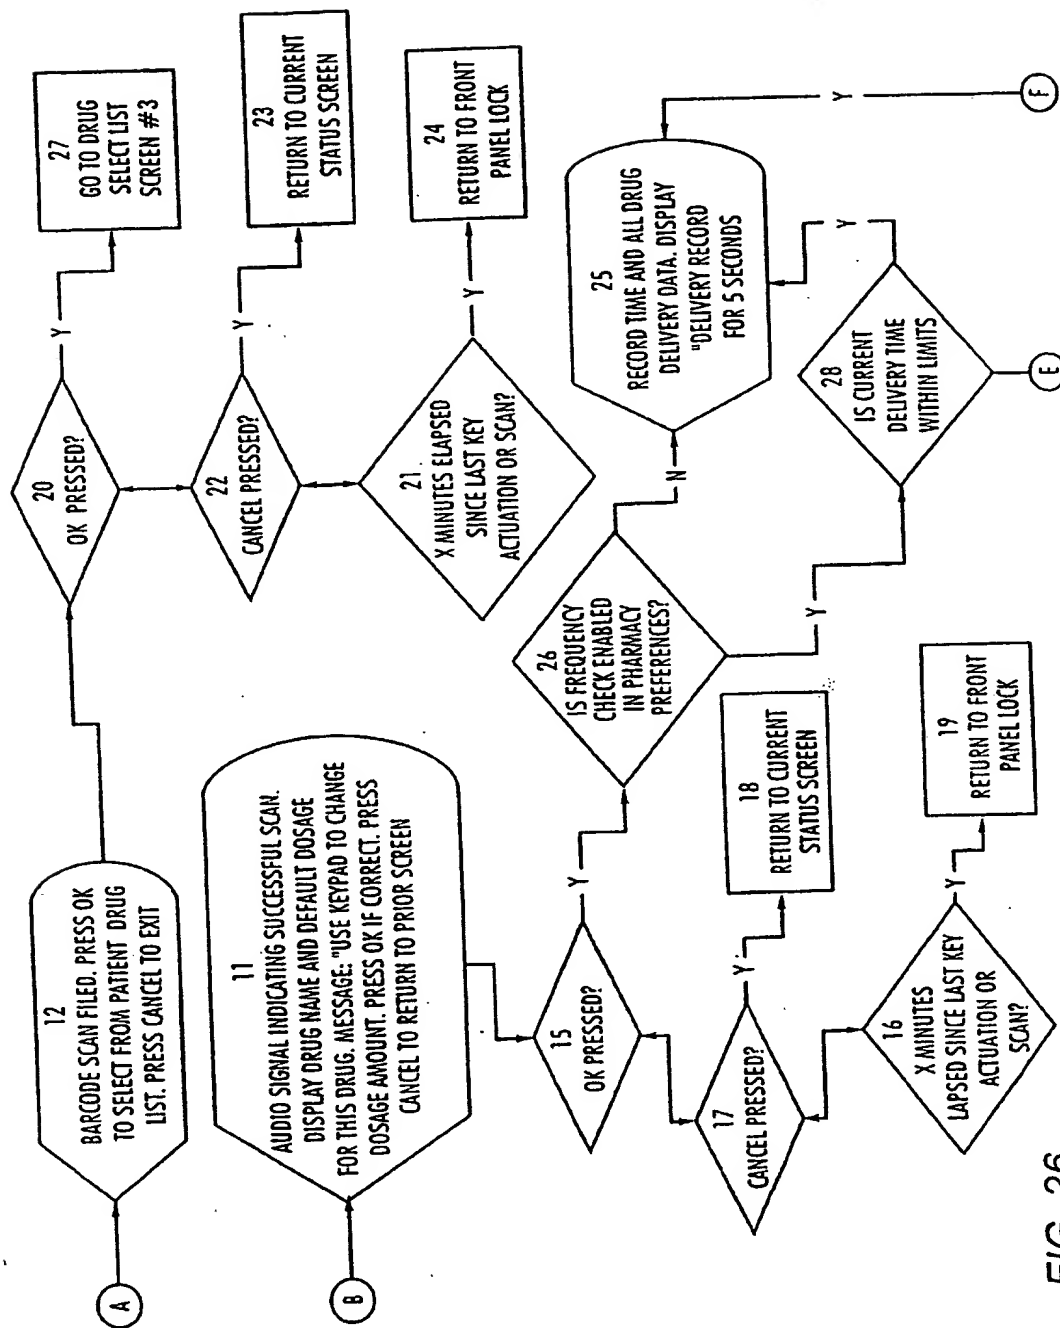 A
12
BARCODE SCAN FILED. PRESS OK
TO SELECT FROM PATIENT DRUG
LIST. PRESS CANCEL TO EXIT
20
OK PRESSED?
Y
27
GO TO DRUG
SELECT LIST
SCREEN #3
22
CANCEL PRESSED?
Y
23
RETURN TO CURRENT
STATUS SCREEN
21
X MINUTES ELAPSED
SINCE LAST KEY
ACTUATION OR SCAN?
Y
24
RETURN TO FRONT
PANEL LOCK
B
11
AUDIO SIGNAL INDICATING SUCCESSFUL SCAN.
DISPLAY DRUG NAME AND DEFAULT DOSAGE
FOR THIS DRUG. MESSAGE: "USE KEYPAD TO CHANGE
DOSAGE AMOUNT. PRESS OK IF CORRECT. PRESS
CANCEL TO RETURN TO PRIOR SCREEN
15
OK PRESSED?
Y
26
IS FREQUENCY
CHECK ENABLED
IN PHARMACY
PREFERENCES?
N
25
RECORD TIME AND ALL DRUG
DELIVERY DATA. DISPLAY
"DELIVERY RECORD
FOR 5 SECONDS
Y
F
Y
28
IS CURRENT
DELIVERY TIME
WITHIN LIMITS
Y
E
17
CANCEL PRESSED?
Y
18
RETURN TO CURRENT
STATUS SCREEN
16
X MINUTES
LAPSED SINCE LAST KEY
ACTUATION OR
SCAN?
Y
19
RETURN TO FRONT
PANEL LOCK
FIG. 26